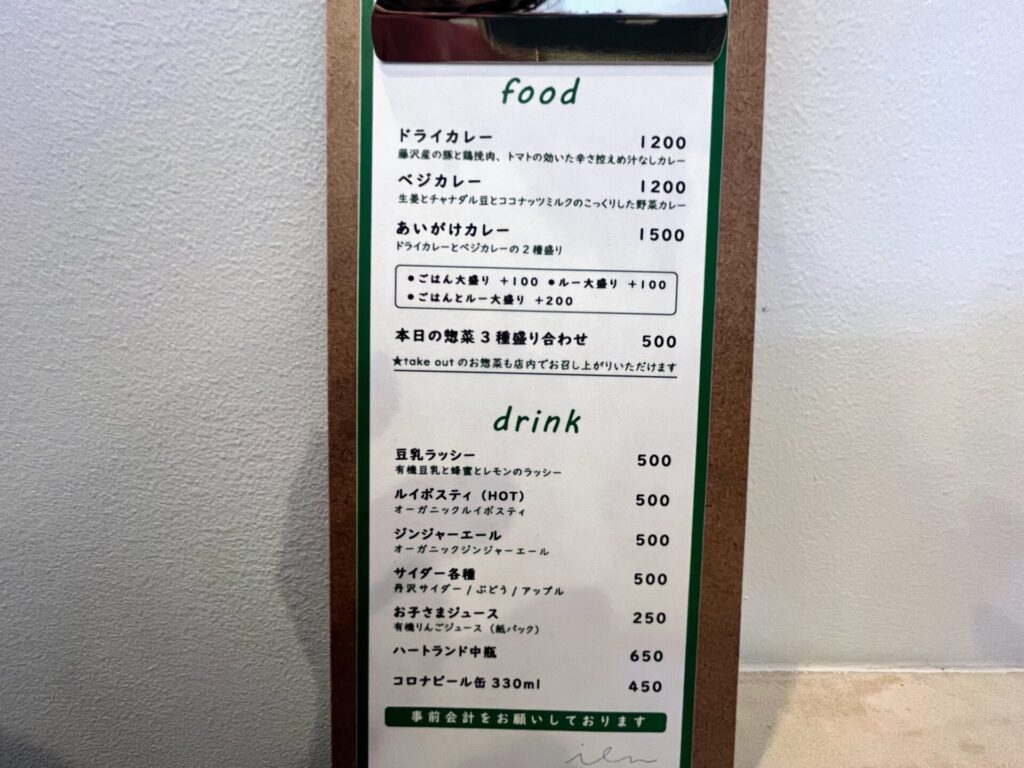 food
ドライカレー 1200
藤沢産の豚と鶏挽肉、トマトの効いた辛さ控えめ汁なしカレー
ベジカレー 1200
生姜とチャナダル豆とココナッツミルクのこっくりした野菜カレー
あいがけカレー 1500
ドライカレーとベジカレーの2種盛り
●ごはん大盛り +100 ●ルー大盛り +100
●ごはんとルー大盛り +200
本日の惣菜3種盛り合わせ 500
★take outのお惣菜も店内でお召し上がりいただけます
drink
豆乳ラッシー 500
有機豆乳と蜂蜜とレモンのラッシー
ルイボスティ(HOT) 500
オーガニックルイボスティ
ジンジャーエール 500
オーガニックジンジャーエール
サイダー各種 500
丹沢サイダー/ぶどう/アップル
お子さまジュース 250
有機りんごジュース(紙パック)
ハートランド中瓶 650
コロナビール缶330ml 450
事前会計をお願いしております